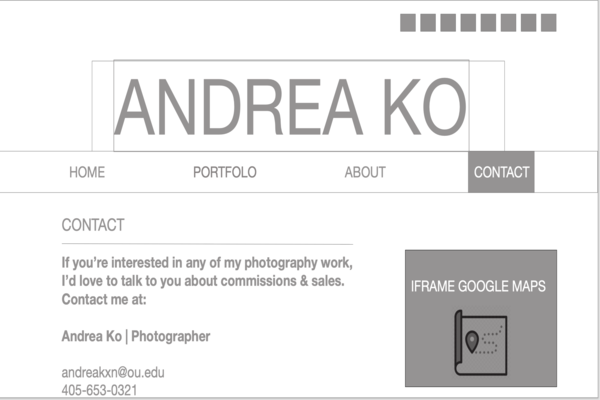 ANDREA KO
HOME PORTFOLO ABOUT CONTACT
CONTACT
If you're interested in any of my photography work,
I'd love to talk to you about commissions & sales.
Contact me at:
Andrea Ko | Photographer
andreakxn@ou.edu
405-653-0321
IFRAME GOOGLE MAPS